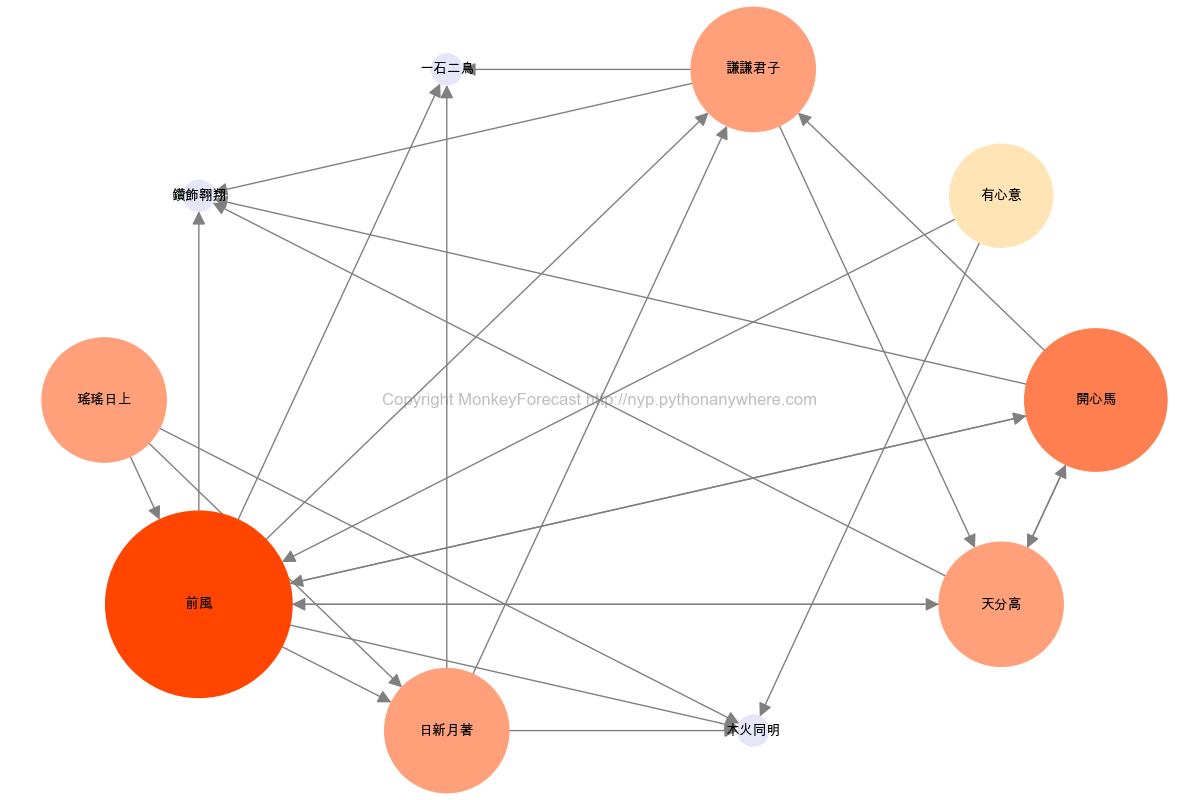 謙謙君子
一石二鳥
有心意
鑽飾翱翔
瑤瑤日上
Copyright MonkeyForecast http://nyp.pythonanywhere.com
開心馬
前風
天分高
日新月著
木火同明